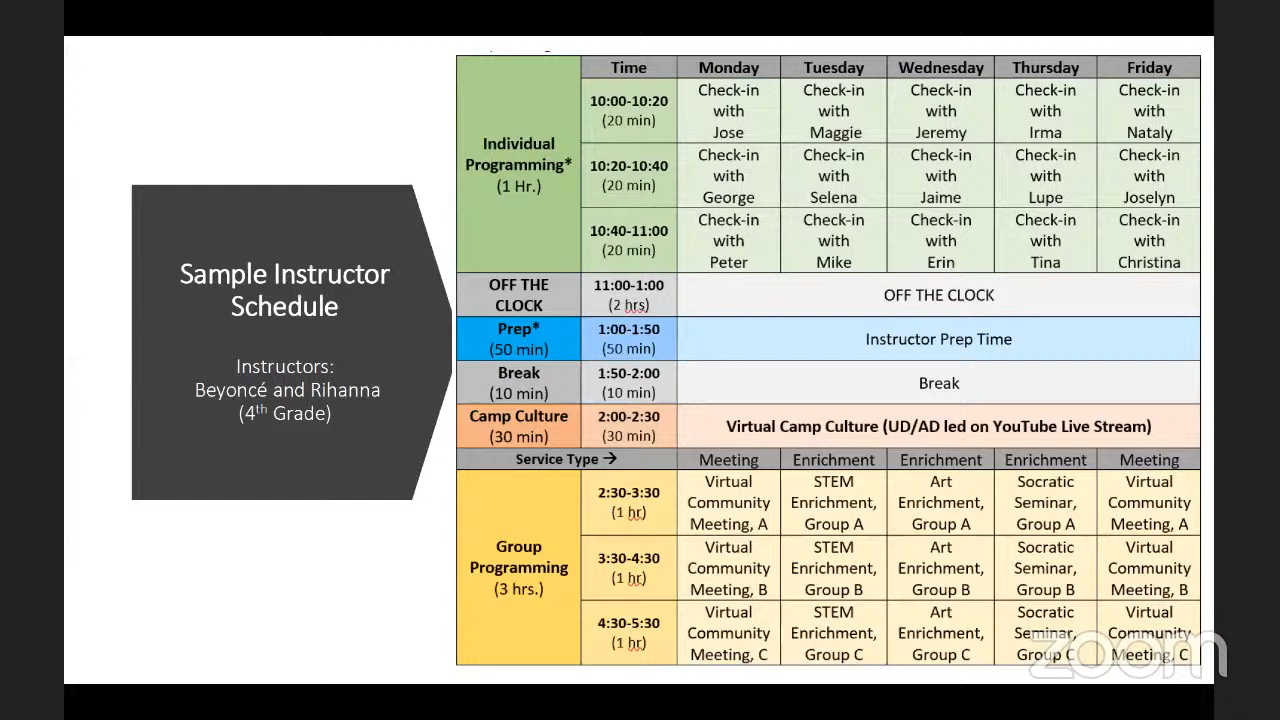 Sample Instructor
Schedule
Instructors:
Beyoncé and Rihanna
(4th Grade)
Time Monday Tuesday Wednesday Thursday Friday
Individual
Programming*
(1 Hr.)
10:00-10:20
(20 min)
Check-in
with
Jose
Check-in
with
Maggie
Check-in
with
Jeremy
Check-in
with
Irma
Check-in
with
Nataly
10:20-10:40
(20 min)
Check-in
with
George
Check-in
with
Selena
Check-in
with
Jaime
Check-in
with
Lupe
Check-in
with
Joselyn
10:40-11:00
(20 min)
Check-in
with
Peter
Check-in
with
Mike
Check-in
with
Erin
Check-in
with
Tina
Check-in
with
Christina
OFF THE
CLOCK
11:00-1:00
(2 hrs)
OFF THE CLOCK
Prep*
(50 min)
1:00-1:50
(50 min)
Instructor Prep Time
Break
(10 min)
1:50-2:00
(10 min)
Break
Camp Culture
(30 min)
2:00-2:30
(30 min)
Virtual Camp Culture (UD/AD led on YouTube Live Stream)
Service Type → Meeting Enrichment Enrichment Enrichment Meeting
Group
Programming
(3 hrs.)
2:30-3:30
(1 hr)
Virtual
Community
Meeting, A
STEM
Enrichment,
Group A
Art
Enrichment,
Group A
Socratic
Seminar,
Group A
Virtual
Community
Meeting, A
3:30-4:30
(1 hr)
Virtual
Community
Meeting, B
STEM
Enrichment,
Group B
Art
Enrichment,
Group B
Socratic
Seminar,
Group B
Virtual
Community
Meeting, B
4:30-5:30
(1 hr)
Virtual
Community
Meeting, C
STEM
Enrichment,
Group C
Art
Enrichment,
Group C
Socratic
Seminar,
Group C
Virtual
Community
Meeting, C
zoom